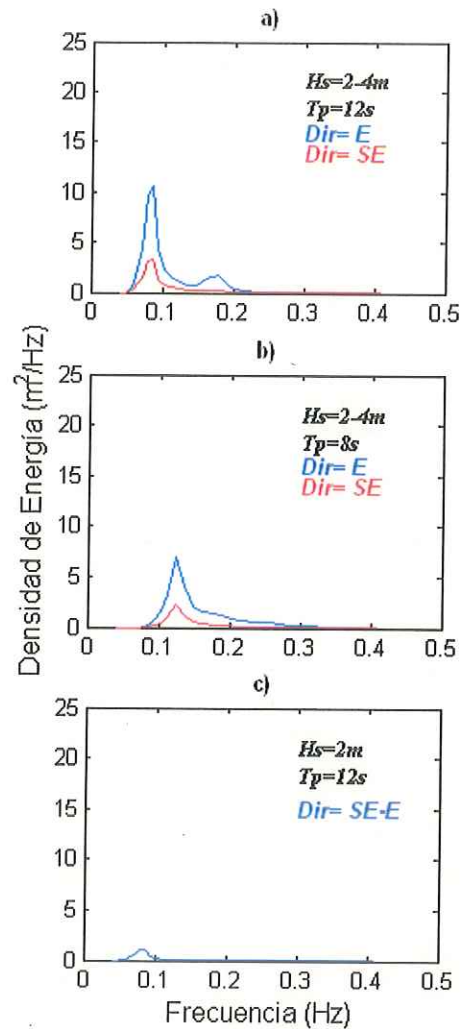 a)
25
20
15
10
5
0
Hs=2-4m
Tp=12s
Dir= E
Dir= SE
0 0.1 0.2 0.3 0.4 0.5
b)
25
20
15
10
5
0
Hs=2-4m
Tp=8s
Dir= E
Dir= SE
0 0.1 0.2 0.3 0.4 0.5
c)
25
20
15
10
5
0
Hs=2m
Tp=12s
Dir= SE-E
0 0.1 0.2 0.3 0.4 0.5
Densidad de Energía (m²/Hz)
Frecuencia (Hz)